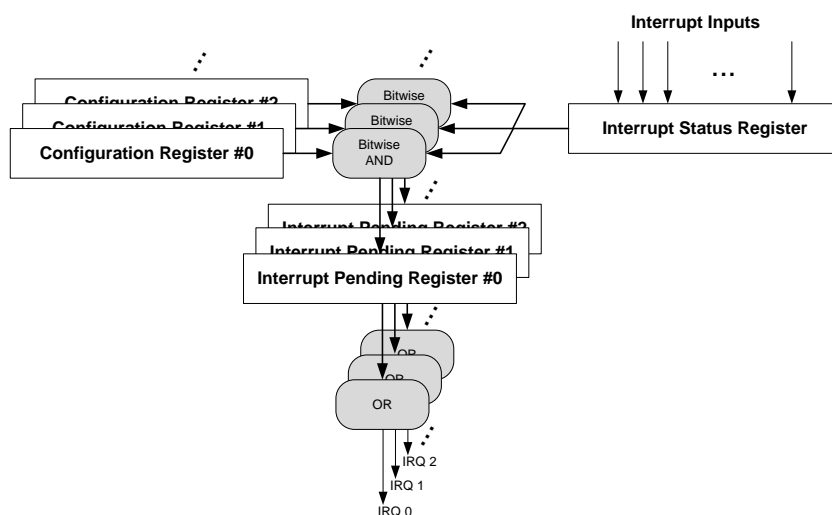 Interrupt Inputs
...
Configuration Register #2
Bitwise
Configuration Register #1
Bitwise
Interrupt Status Register
Configuration Register #0
Bitwise
AND
Interrupt Pending Register #2
Interrupt Pending Register #1
Interrupt Pending Register #0
OR
OR
OR
IRQ 2
IRQ 1
IRQ 0